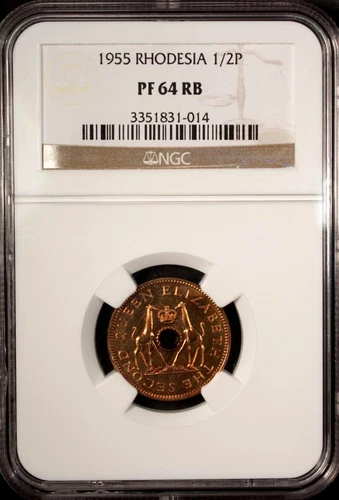 1955 RHODESIA 1/2P
PF 64 RB
3351831-014
NGC
QUEEN ELIZABETH THE SECOND